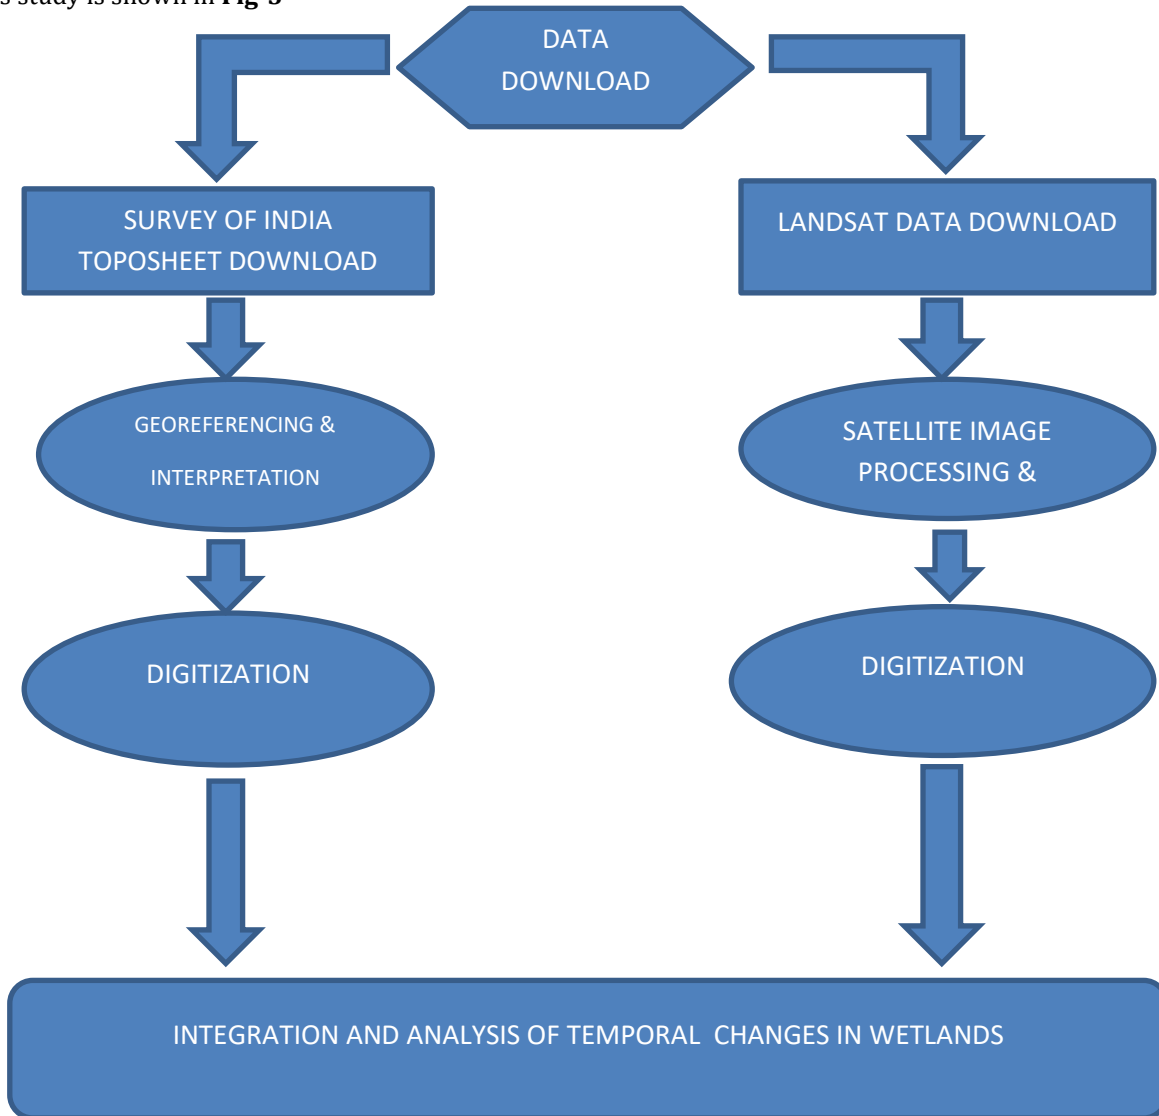 s study is shown in Fig-3
DATA
DOWNLOAD
SURVEY OF INDIA
TOPOSHEET DOWNLOAD
LANDSAT DATA DOWNLOAD
GEOREFERENCING &
INTERPRETATION
SATELLITE IMAGE
PROCESSING &
DIGITIZATION
DIGITIZATION
INTEGRATION AND ANALYSIS OF TEMPORAL CHANGES IN WETLANDS